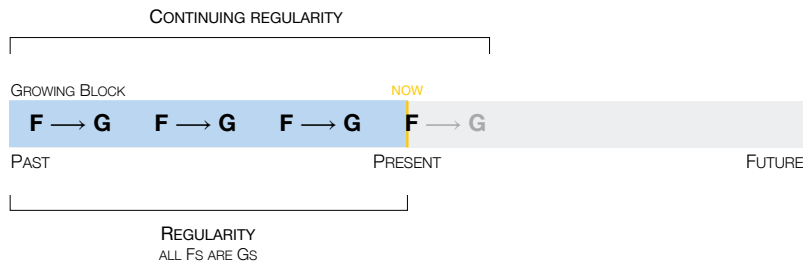 CONTINUING REGULARITY
GROWING BLOCK
NOW
F ⟶ G F ⟶ G F ⟶ G F ⟶ G
PAST PRESENT FUTURE
REGULARITY
ALL FS ARE GS